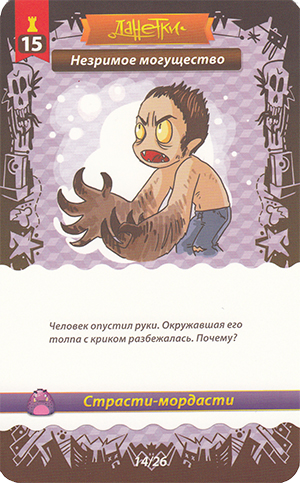 Данетки
15
Незримое могущество
Человек опустил руки. Окружавшая его
толпа с криком разбежалась. Почему?
Страсти-мордасти
14/26